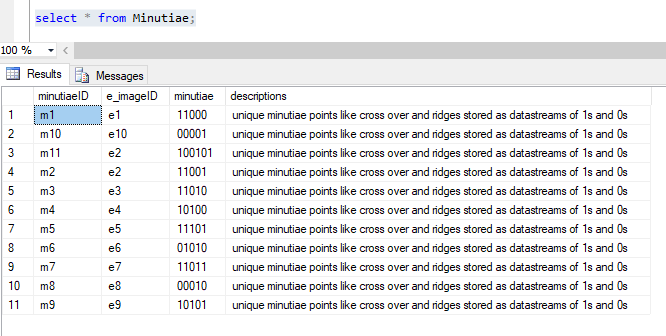 select * from Minutiae;
100 %
Results Messages
minutiaeID e_imageID minutiae descriptions
1 m1 e1 11000 unique minutiae points like cross over and ridges stored as datastreams of 1s and 0s
2 m10 e10 00001 unique minutiae points like cross over and ridges stored as datastreams of 1s and 0s
3 m11 e2 100101 unique minutiae points like cross over and ridges stored as datastreams of 1s and 0s
4 m2 e2 11001 unique minutiae points like cross over and ridges stored as datastreams of 1s and 0s
5 m3 e3 11010 unique minutiae points like cross over and ridges stored as datastreams of 1s and 0s
6 m4 e4 10100 unique minutiae points like cross over and ridges stored as datastreams of 1s and 0s
7 m5 e5 11101 unique minutiae points like cross over and ridges stored as datastreams of 1s and 0s
8 m6 e6 01010 unique minutiae points like cross over and ridges stored as datastreams of 1s and 0s
9 m7 e7 11011 unique minutiae points like cross over and ridges stored as datastreams of 1s and 0s
10 m8 e8 00010 unique minutiae points like cross over and ridges stored as datastreams of 1s and 0s
11 m9 e9 10101 unique minutiae points like cross over and ridges stored as datastreams of 1s and 0s